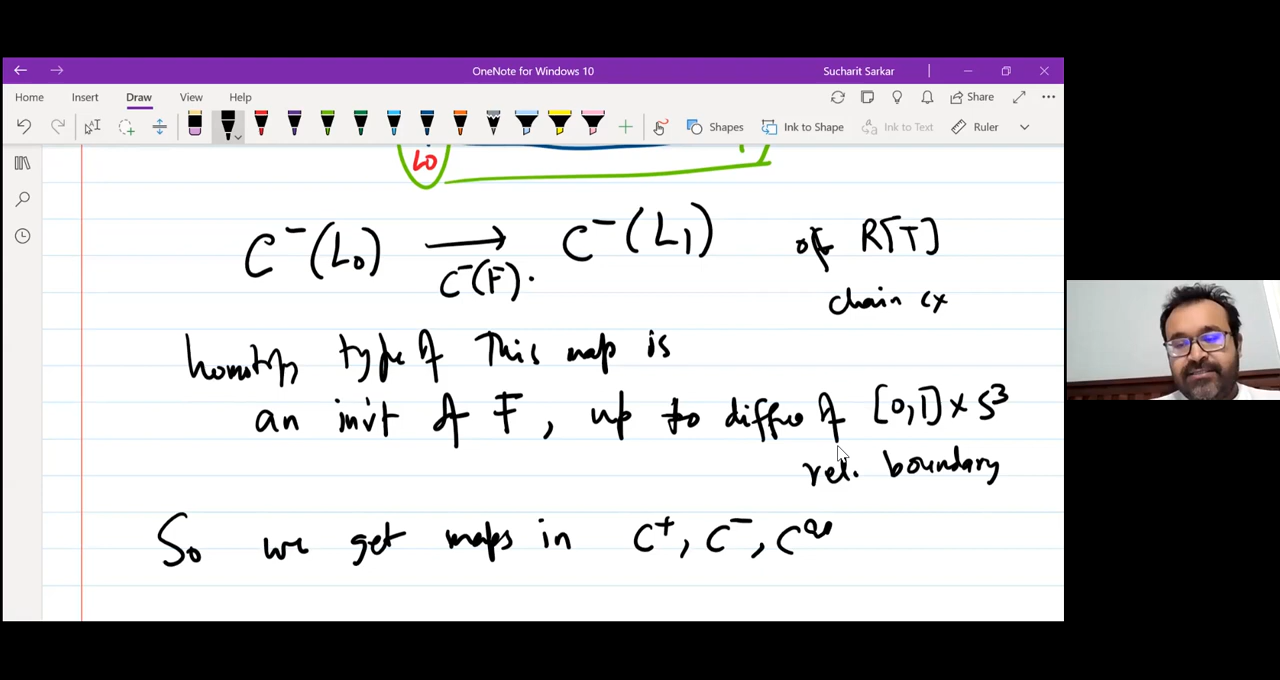 OneNote for Windows 10
Sucharit Sarkar
Home Insert Draw View Help
Share
Shapes Ink to Shape Ink to Text Ruler
L0
C⁻(L₀) → C⁻(L₁) of R[T]
C⁻(F). chain cx
homotopy type of this map is
an inv't of F, up to diffeo of [0,1] × S³
rel. boundary
So we get maps in C⁺, C⁻, C^∞